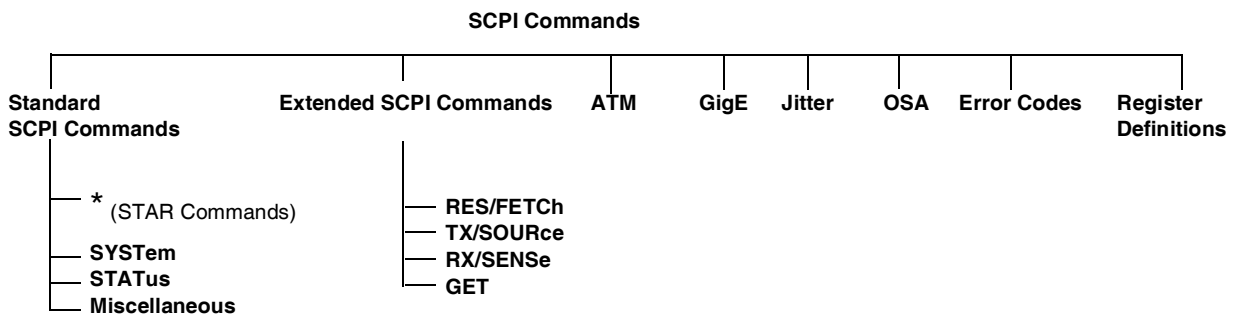 SCPI Commands
Standard
SCPI Commands
Extended SCPI Commands
ATM
GigE
Jitter
OSA
Error Codes
Register
Definitions
* (STAR Commands)
SYSTem
STATus
Miscellaneous
RES/FETCh
TX/SOURce
RX/SENSe
GET